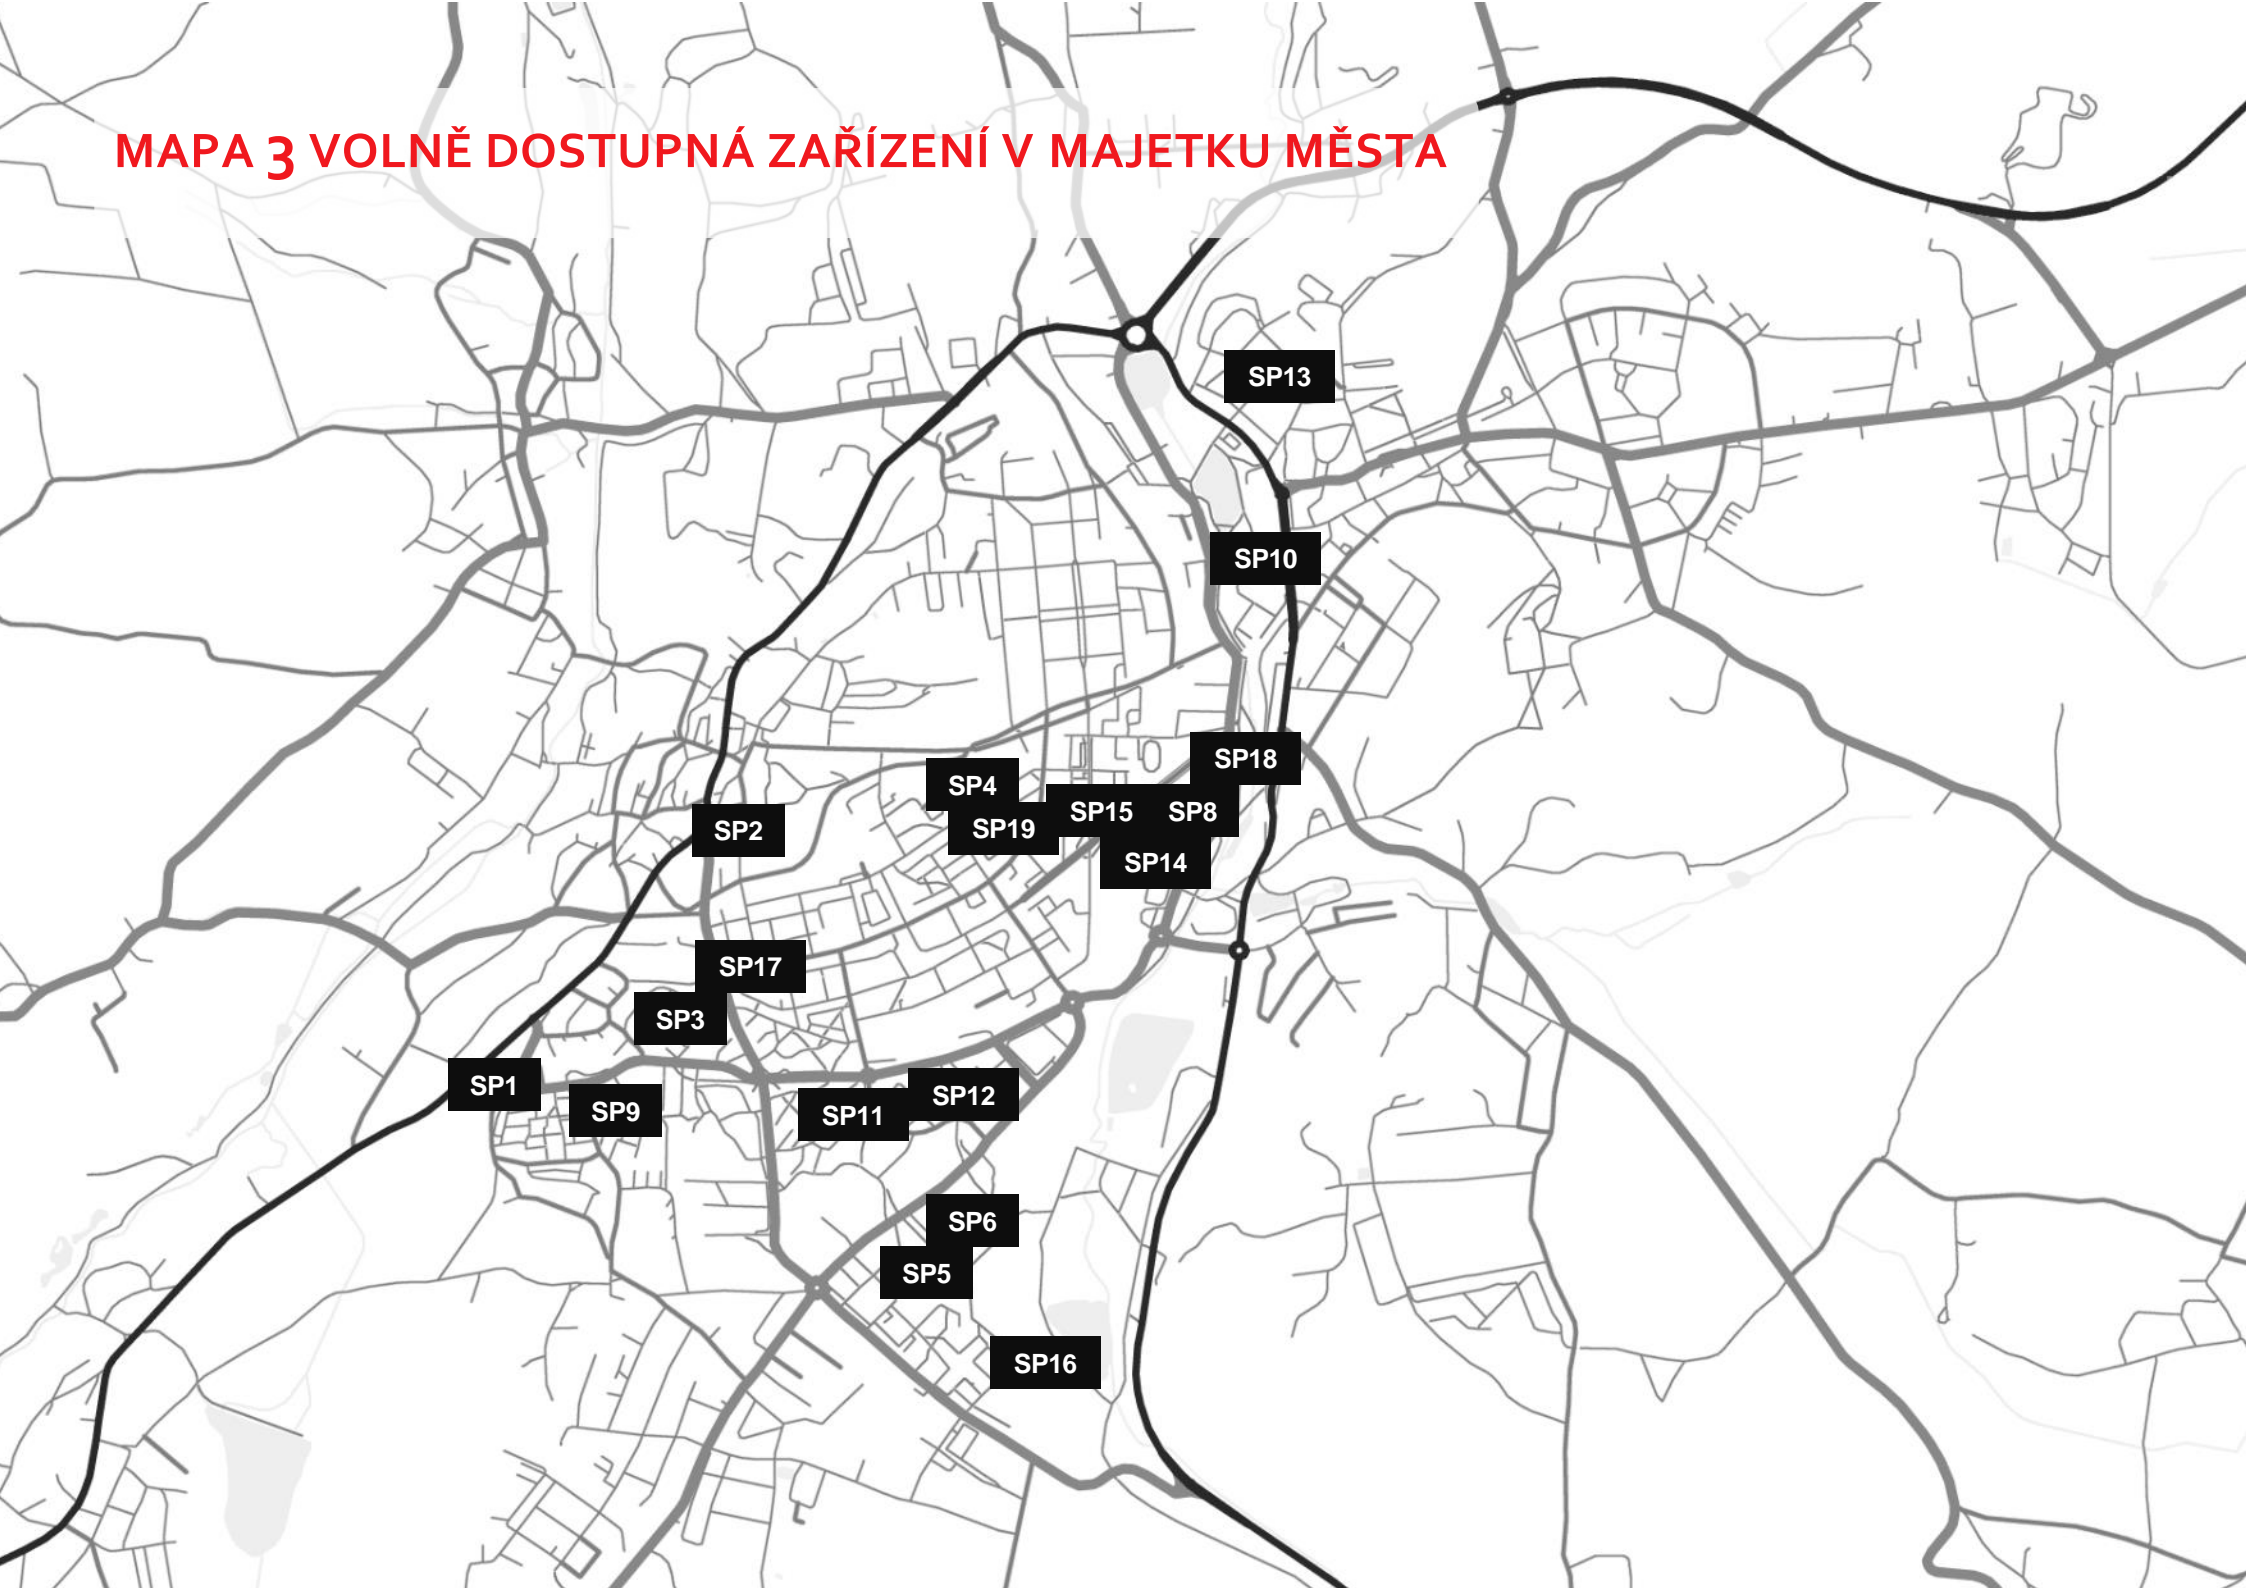 MAPA 3 VOLNĚ DOSTUPNÁ ZAŘÍZENÍ V MAJETKU MĚSTA
SP13
SP10
SP18
SP4
SP15
SP8
SP19
SP2
SP14
SP17
SP3
SP1
SP12
SP9
SP11
SP6
SP5
SP16